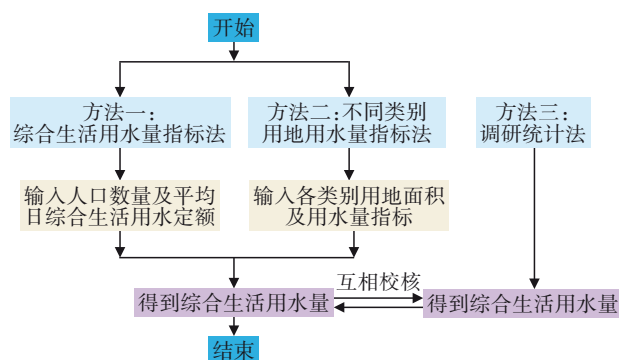 开始
方法一:
综合生活用水量指标法
方法二:不同类别
用地用水量指标法
方法三:
调研统计法
输入人口数量及平均
日综合生活用水定额
输入各类别用地面积
及用水量指标
互相校核
得到综合生活用水量
得到综合生活用水量
结束